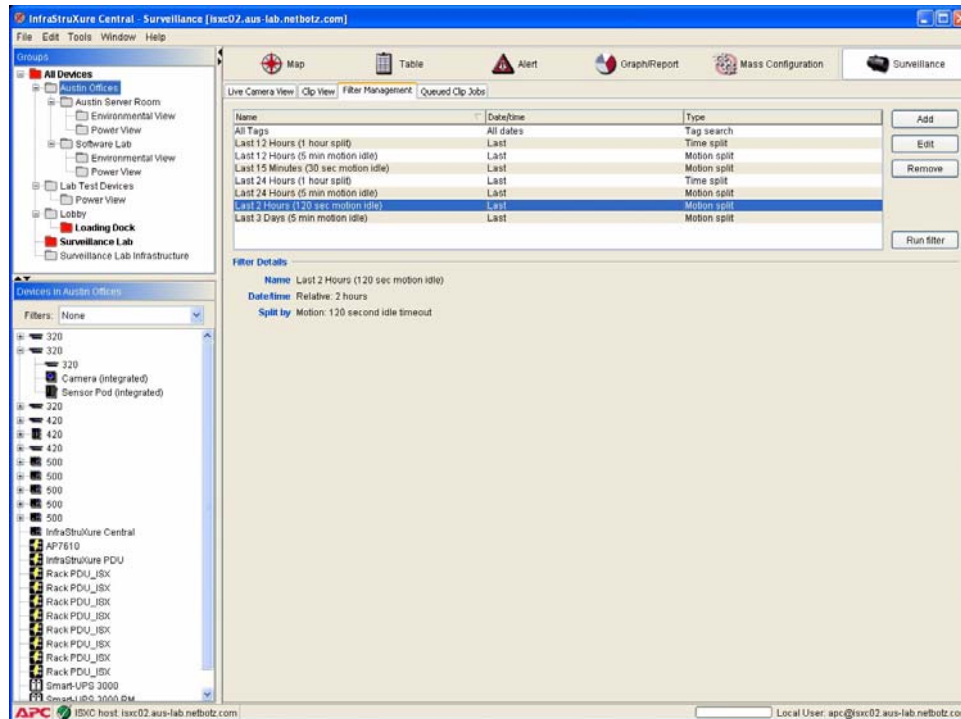 InfraStruXure Central - Surveillance [isxc02.aus-lab.netbotz.com]
File Edit Tools Window Help
Groups
All Devices
Austin Offices
Austin Server Room
Environmental View
Power View
Software Lab
Environmental View
Power View
Lab Test Devices
Power View
Lobby
Loading Dock
Surveillance Lab
Surveillance Lab Infrastructure
Devices in Austin Offices
Filters: None
320
320
320
Camera (integrated)
Sensor Pod (integrated)
320
420
420
420
500
500
500
500
500
InfraStruXure Central
AP7610
InfraStruXure PDU
Rack PDU_ISX
Rack PDU_ISX
Rack PDU_ISX
Rack PDU_ISX
Rack PDU_ISX
Rack PDU_ISX
Rack PDU_ISX
Rack PDU_ISX
Smart-UPS 3000
Smart-UPS 3000 RM
Map Table Alert Graph/Report Mass Configuration Surveillance
Live Camera View Clip View Filter Management Queued Clip Jobs
Name Date/time Type
All Tags All dates Tag search
Last 12 Hours (1 hour split) Last Time split
Last 12 Hours (5 min motion idle) Last Motion split
Last 15 Minutes (30 sec motion idle) Last Motion split
Last 24 Hours (1 hour split) Last Time split
Last 24 Hours (5 min motion idle) Last Motion split
Last 2 Hours (120 sec motion idle) Last Motion split
Last 3 Days (5 min motion idle) Last Motion split
Add
Edit
Remove
Run filter
Filter Details
Name Last 2 Hours (120 sec motion idle)
Date/time Relative: 2 hours
Split by Motion: 120 second idle timeout
APC ISXC host: isxc02.aus-lab.netbotz.com
Local User: apc@isxc02.aus-lab.netbotz.com